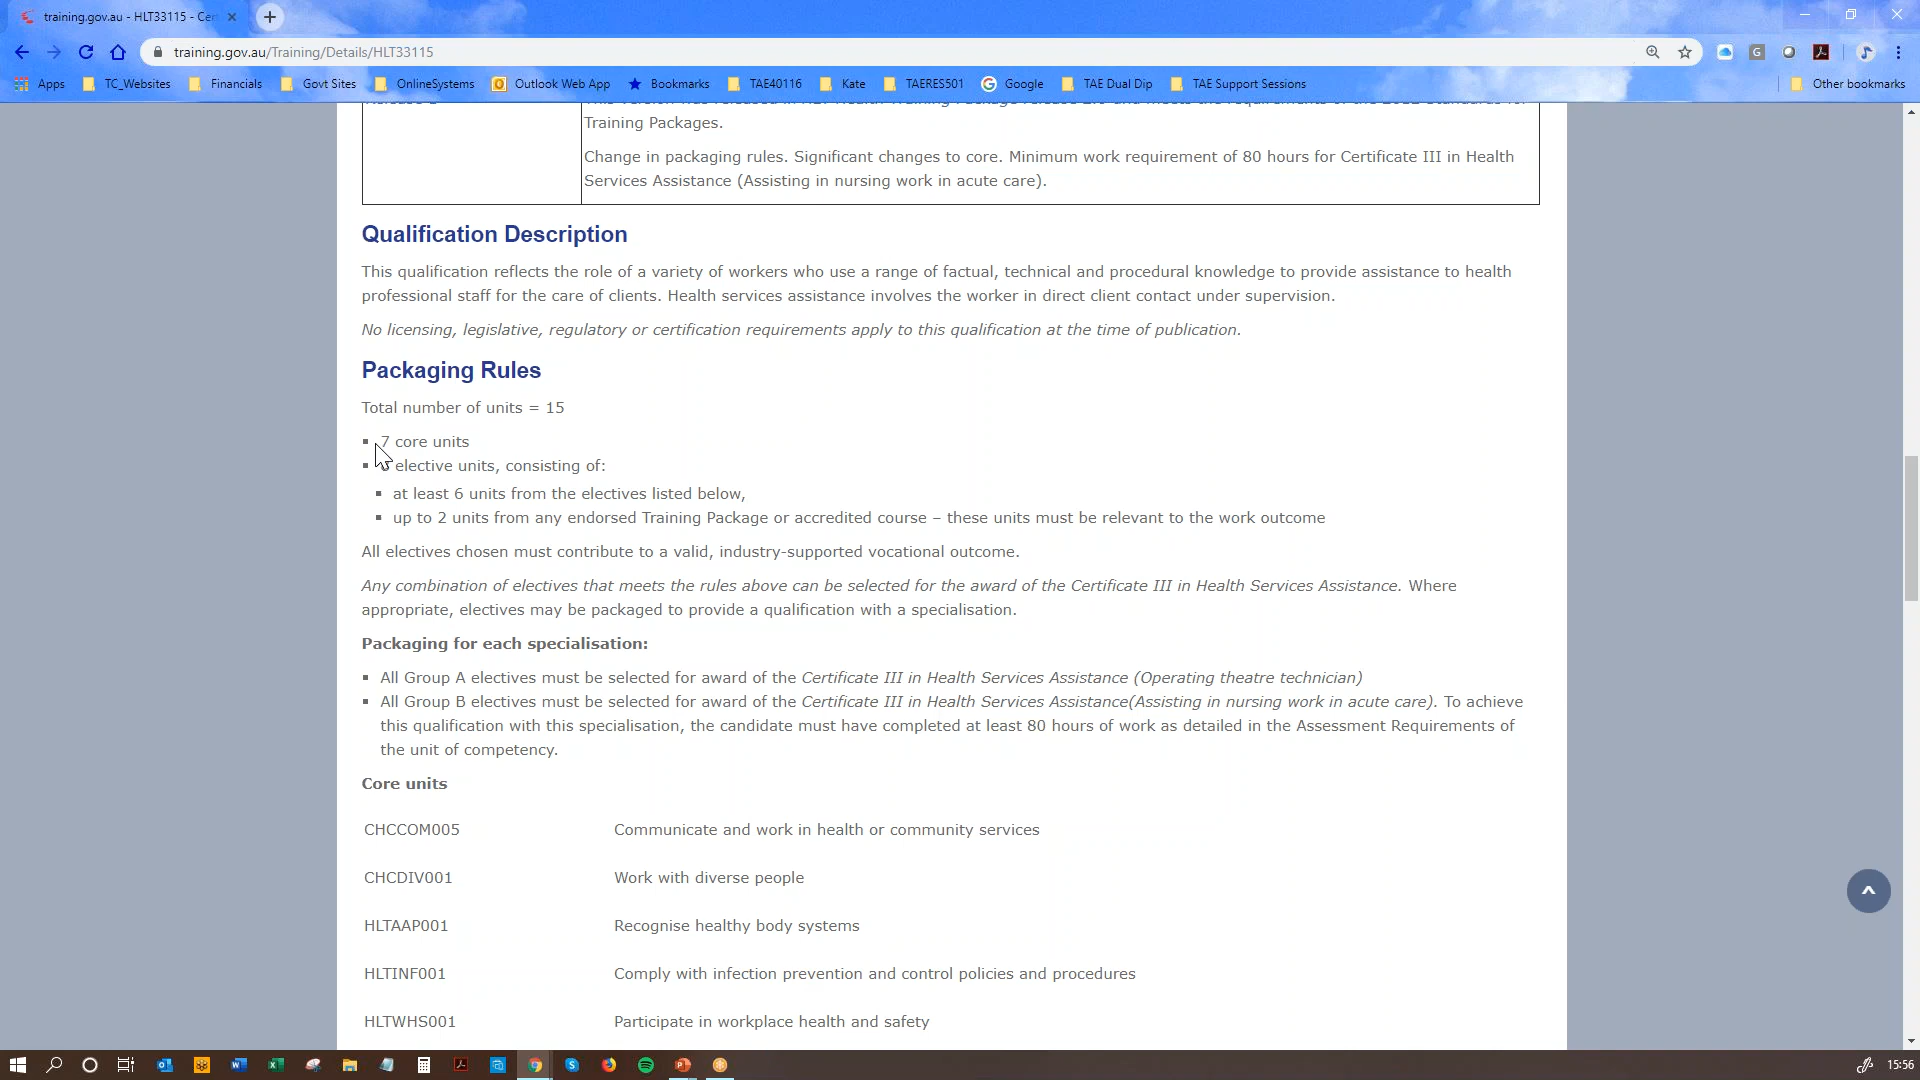 training.gov.au - HLT33115 - Cer
training.gov.au/Training/Details/HLT33115
Apps TC_Websites Financials Govt Sites OnlineSystems Outlook Web App Bookmarks TAE40116 Kate TAERES501 Google TAE Dual Dip TAE Support Sessions Other bookmarks
Training Packages.
Change in packaging rules. Significant changes to core. Minimum work requirement of 80 hours for Certificate III in Health
Services Assistance (Assisting in nursing work in acute care).
Qualification Description
This qualification reflects the role of a variety of workers who use a range of factual, technical and procedural knowledge to provide assistance to health
professional staff for the care of clients. Health services assistance involves the worker in direct client contact under supervision.
No licensing, legislative, regulatory or certification requirements apply to this qualification at the time of publication.
Packaging Rules
Total number of units = 15
▪ 7 core units
▪ elective units, consisting of:
▪ at least 6 units from the electives listed below,
▪ up to 2 units from any endorsed Training Package or accredited course – these units must be relevant to the work outcome
All electives chosen must contribute to a valid, industry-supported vocational outcome.
Any combination of electives that meets the rules above can be selected for the award of the Certificate III in Health Services Assistance. Where
appropriate, electives may be packaged to provide a qualification with a specialisation.
Packaging for each specialisation:
▪ All Group A electives must be selected for award of the Certificate III in Health Services Assistance (Operating theatre technician)
▪ All Group B electives must be selected for award of the Certificate III in Health Services Assistance(Assisting in nursing work in acute care). To achieve
this qualification with this specialisation, the candidate must have completed at least 80 hours of work as detailed in the Assessment Requirements of
the unit of competency.
Core units
CHCCOM005 Communicate and work in health or community services
CHCDIV001 Work with diverse people
HLTAAP001 Recognise healthy body systems
HLTINF001 Comply with infection prevention and control policies and procedures
HLTWHS001 Participate in workplace health and safety
15:56